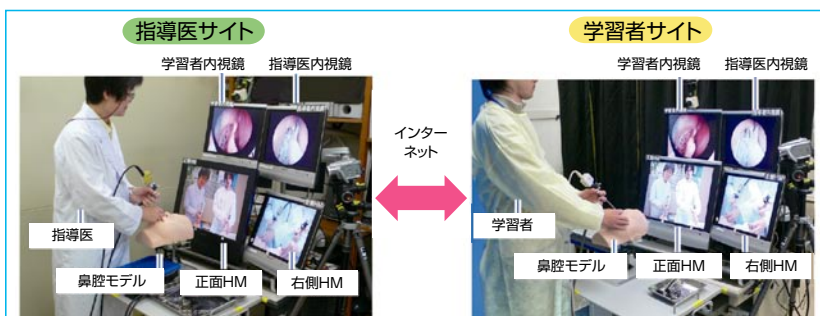 指導医サイト
学習者内視鏡
指導医内視鏡
指導医
鼻腔モデル
正面HM
右側HM
インター
ネット
学習者サイト
学習者内視鏡
指導医内視鏡
学習者
鼻腔モデル
正面HM
右側HM